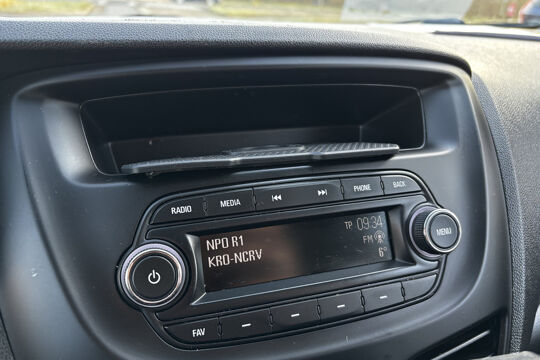 RADIO MEDIA PHONE BACK
TP 09:34
NPO R1 FM
KRO-NCRV 6°
MENU
FAV